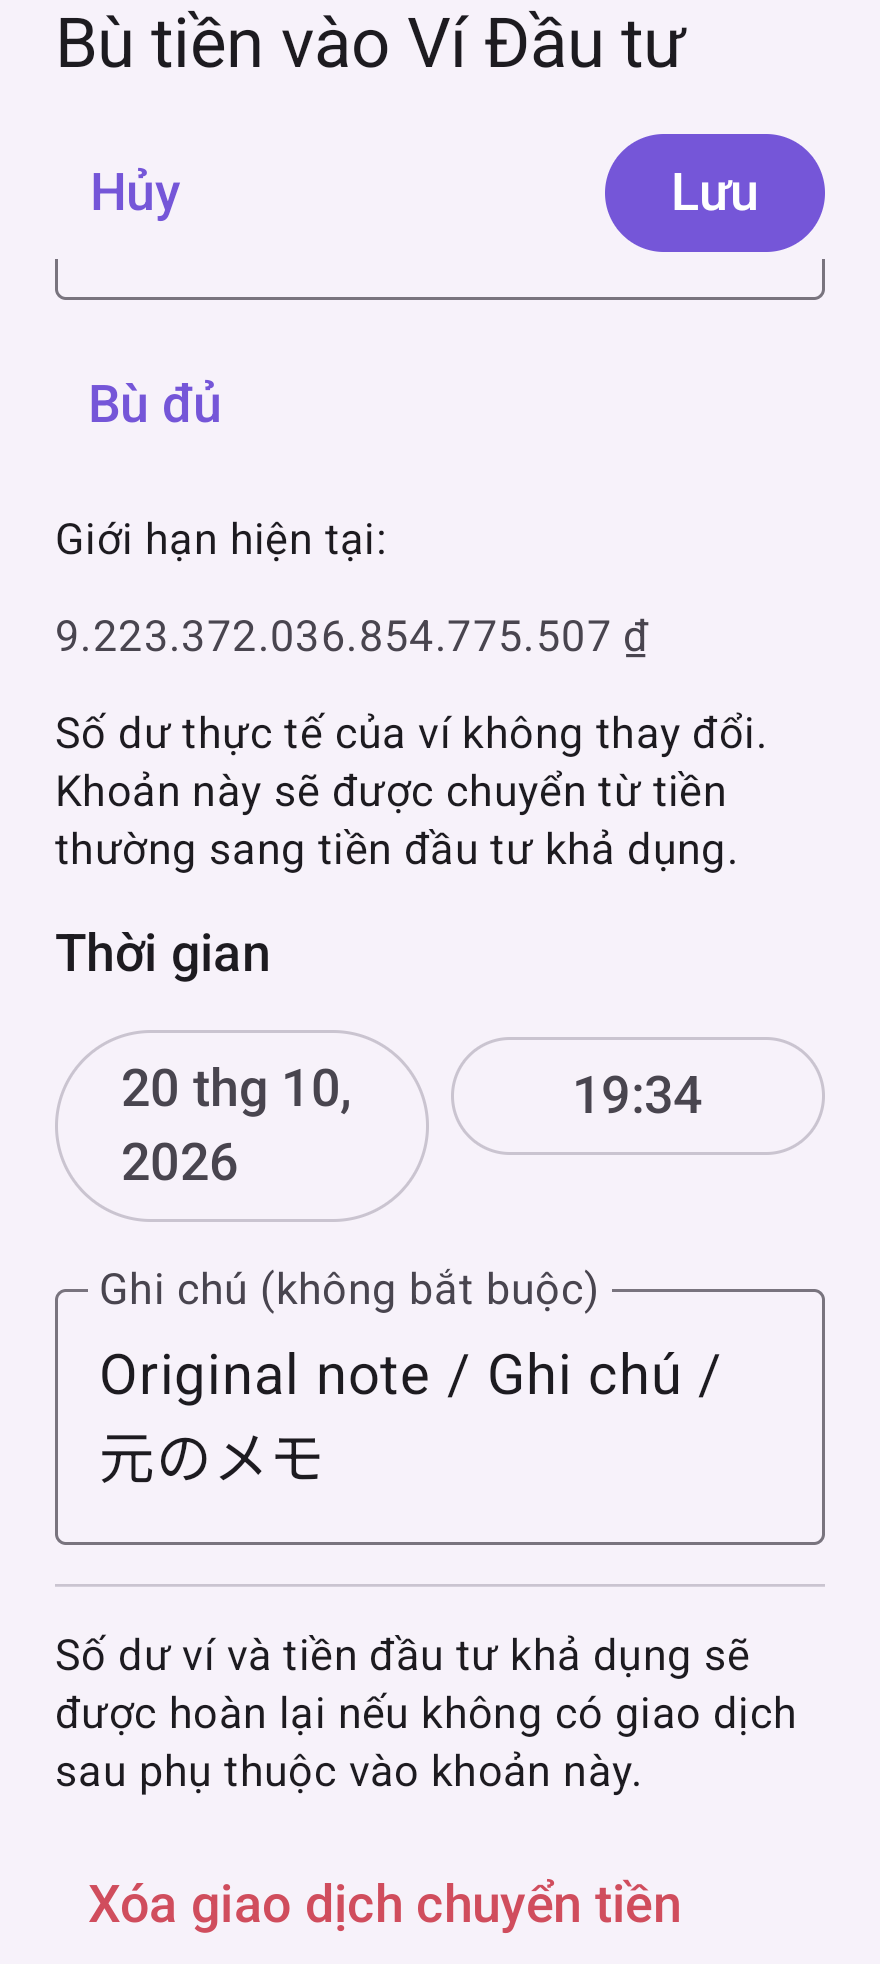 Bù tiền vào Ví Đầu tư
Hủy
Lưu
Bù đủ
Giới hạn hiện tại:
9.223.372.036.854.775.507 ₫
Số dư thực tế của ví không thay đổi.
Khoản này sẽ được chuyển từ tiền
thường sang tiền đầu tư khả dụng.
Thời gian
20 thg 10,
2026
19:34
Ghi chú (không bắt buộc)
Original note / Ghi chú /
元のメモ
Số dư ví và tiền đầu tư khả dụng sẽ
được hoàn lại nếu không có giao dịch
sau phụ thuộc vào khoản này.
Xóa giao dịch chuyển tiền